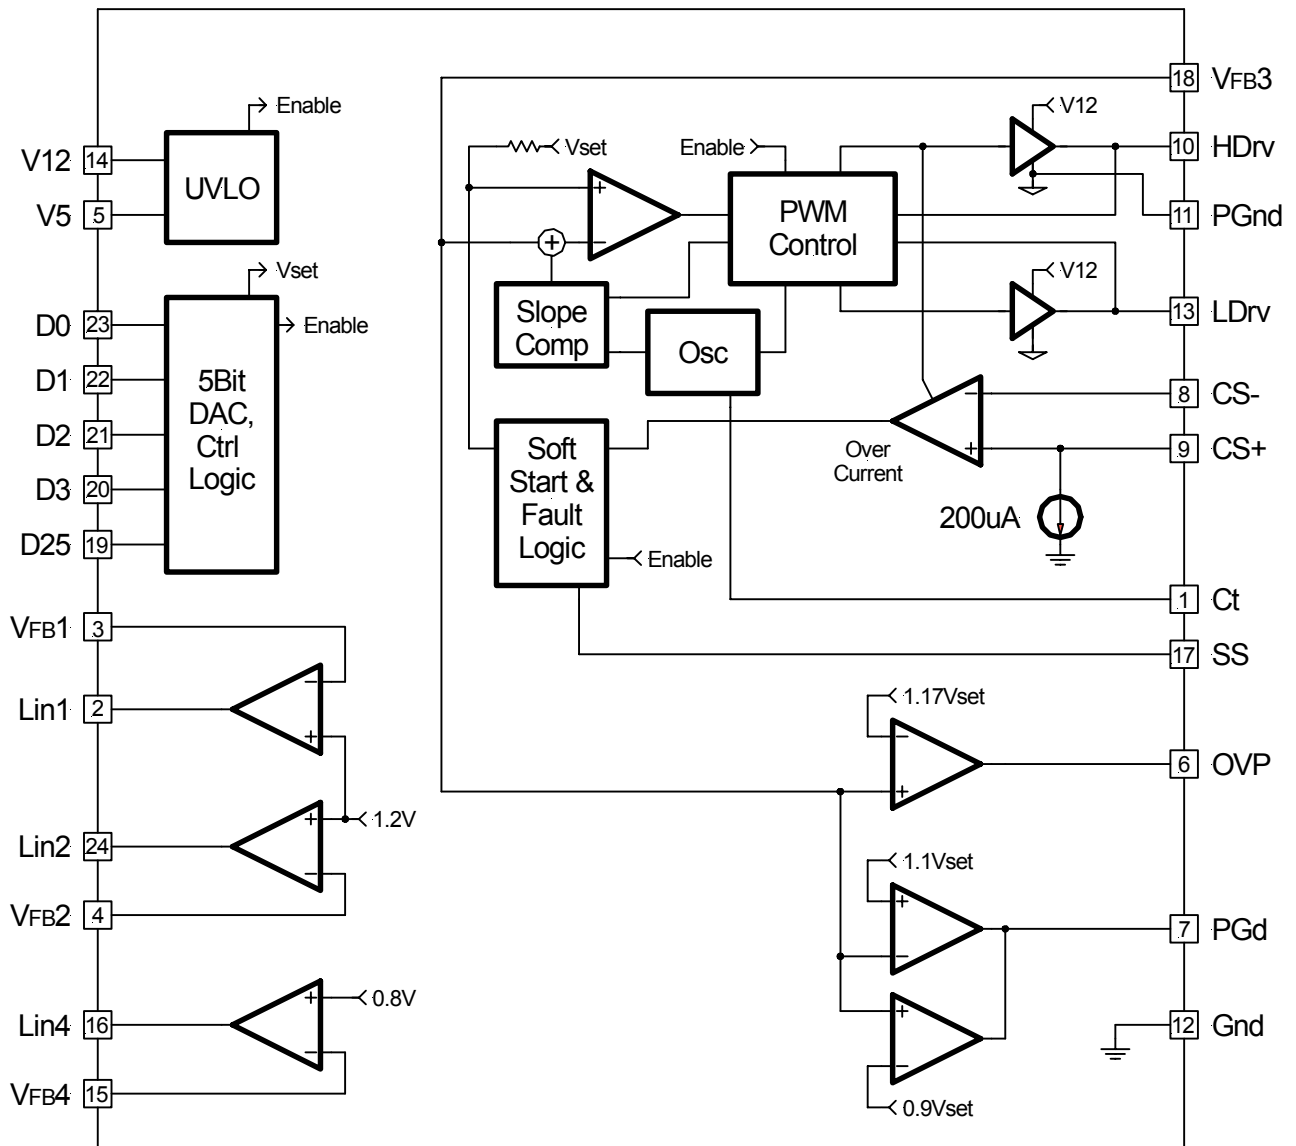 18 VFB3
Enable
V12
V12 14
UVLO
Vset
Enable
10 HDrv
V5 5
PWM
Control
11 PGnd
+
−
+
Vset
V12
D0 23
Enable
Slope
Comp
Osc
13 LDrv
D1 22
5Bit
DAC,
Ctrl
Logic
−
8 CS-
D2 21
Soft
Start &
Fault
Logic
Over
Current
+
9 CS+
D3 20
200uA
D25 19
Enable
1 Ct
VFB1 3
17 SS
−
Lin1 2
+
1.17Vset
−
6 OVP
+
+
1.2V
Lin2 24
−
1.1Vset
+
VFB2 4
7 PGd
−
+
0.8V
+
Lin4 16
12 Gnd
−
−
VFB4 15
0.9Vset